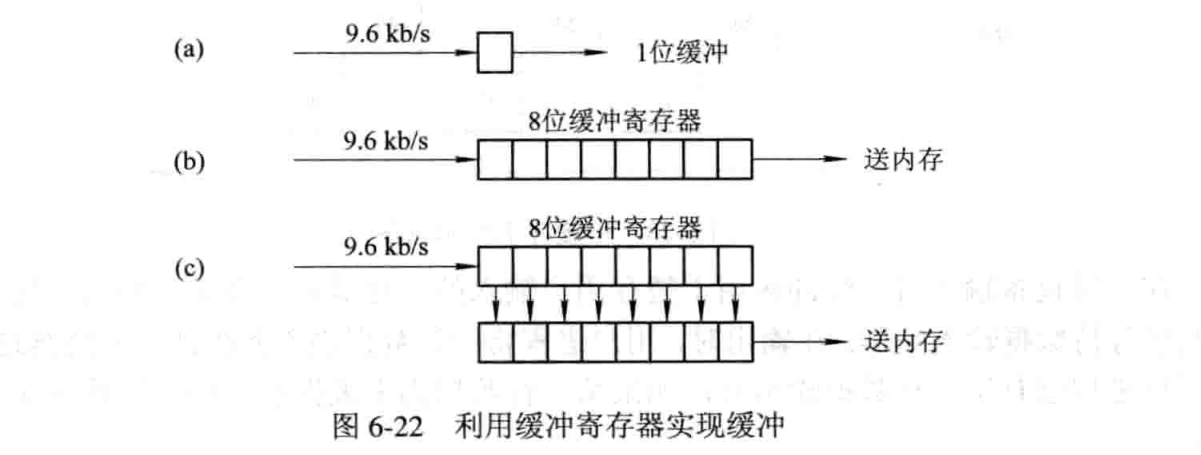 (a) 9.6 kb/s 1位缓冲
8位缓冲寄存器
(b) 9.6 kb/s 送内存
8位缓冲寄存器
(c) 9.6 kb/s
送内存
图 6-22 利用缓冲寄存器实现缓冲